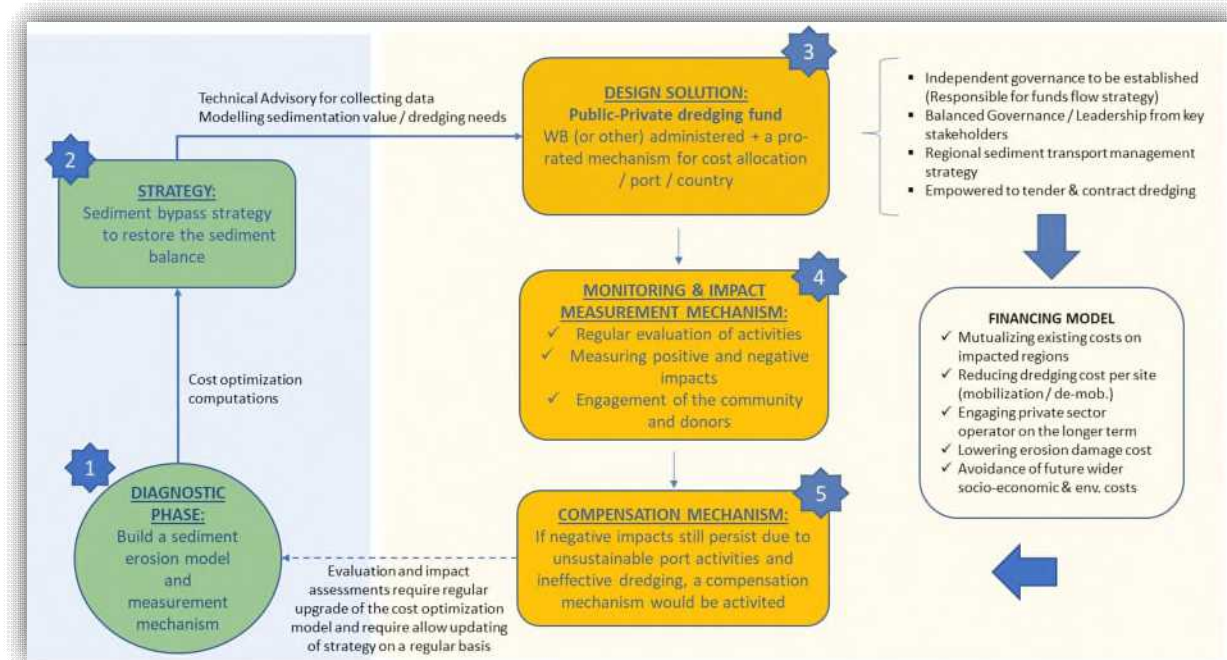 1
DIAGNOSTIC
PHASE:
Build a sediment
erosion model
and
measurement
mechanism
Cost optimization
computations
2
STRATEGY:
Sediment bypass strategy
to restore the sediment
balance
Technical Advisory for collecting data
Modelling sedimentation value / dredging needs
3
DESIGN SOLUTION:
Public-Private dredging fund
WB (or other) administered + a pro-
rated mechanism for cost allocation
/ port / country
▪ Independent governance to be established
(Responsible for funds flow strategy)
▪ Balanced Governance / Leadership from key
stakeholders
▪ Regional sediment transport management
strategy
▪ Empowered to tender & contract dredging
4
MONITORING & IMPACT
MEASUREMENT MECHANISM:
✓ Regular evaluation of activities
✓ Measuring positive and negative
impacts
✓ Engagement of the community
and donors
FINANCING MODEL
✓ Mutualizing existing costs on
impacted regions
✓ Reducing dredging cost per site
(mobilization / de-mob.)
✓ Engaging private sector
operator on the longer term
✓ Lowering erosion damage cost
✓ Avoidance of future wider
socio-economic & env. costs
5
COMPENSATION MECHANISM:
If negative impacts still persist due to
unsustainable port activities and
ineffective dredging, a compensation
mechanism would be activited
Evaluation and impact
assessments require regular
upgrade of the cost optimization
model and require allow updating
of strategy on a regular basis